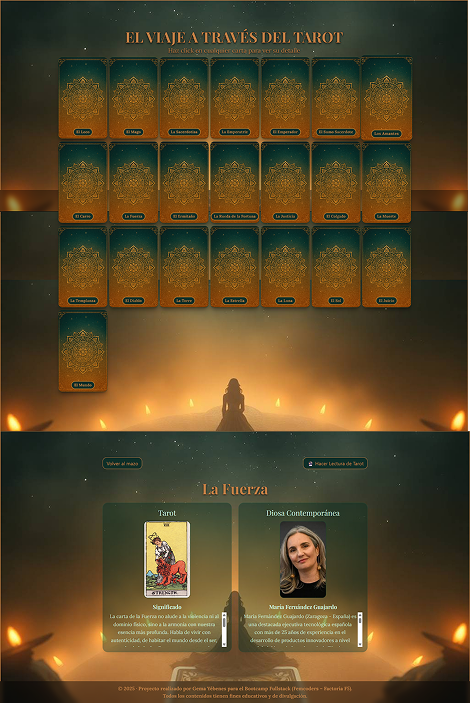 EL VIAJE A TRAVÉS DEL TAROT
Haz click en cualquier carta para ver su detalle
El Loco
El Mago
La Sacerdotisa
La Emperatriz
El Emperador
El Sumo Sacerdote
Los Amantes
El Carro
La Fuerza
El Ermitaño
La Rueda de la Fortuna
La Justicia
El Colgado
La Muerte
La Templanza
El Diablo
La Torre
La Estrella
La Luna
El Sol
El Juicio
El Mundo
Volver al mazo
Hacer Lectura de Tarot
La Fuerza
Tarot
VIII
STRENGTH.
Significado
La carta de la Fuerza no alude a la violencia ni al
dominio físico, sino a la armonía con nuestra
esencia más profunda. Habla de vivir con
autenticidad, de habitar el mundo desde el ser,
Diosa Contemporánea
María Fernández Guajardo
María Fernández Guajardo (Zaragoza - España) es
una destacada ejecutiva tecnológica española
con más de 25 años de experiencia en el
desarrollo de productos innovadores a nivel
© 2025 · Proyecto realizado por Gema Yébenes para el Bootcamp Fullstack (Femcoders – Factoría F5).
Todos los contenidos tienen fines educativos y de divulgación.